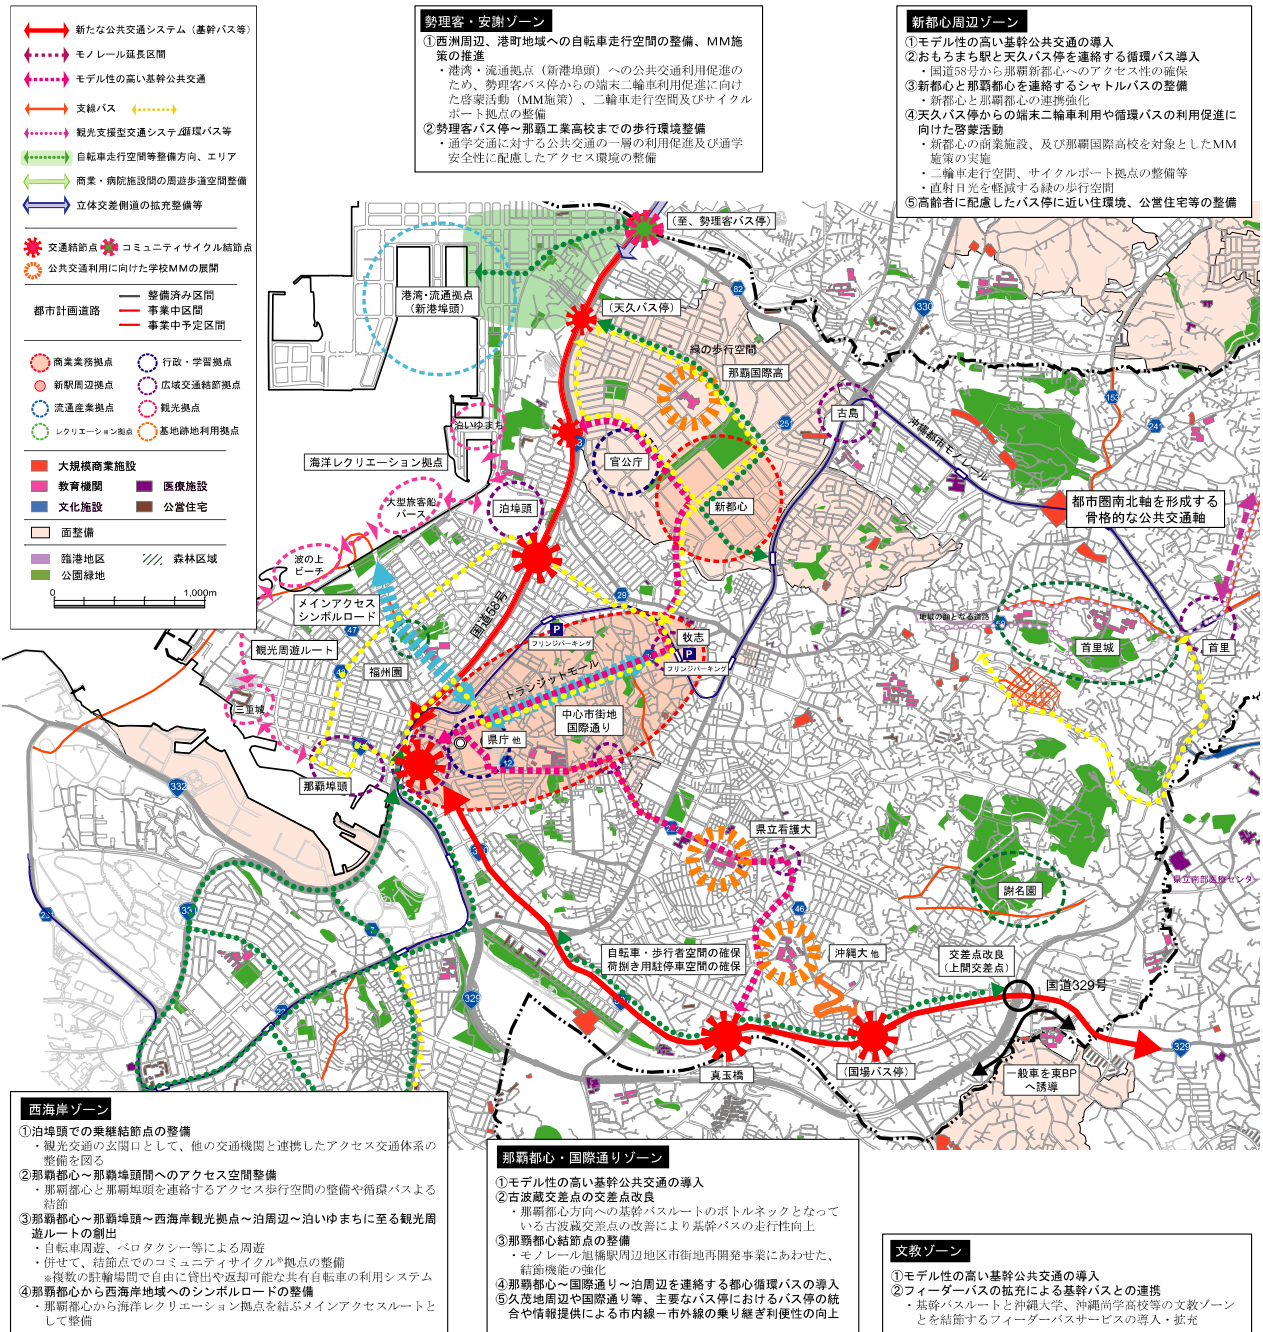 新たな公共交通システム（基幹バス等）
モノレール延長区間
モデル性の高い基幹公共交通
支線バス
観光支援型交通システム/循環バス等
自転車走行空間等整備方向、エリア
商業・病院施設間の周遊歩道空間整備
立体交差側道の拡充整備等
交通結節点
コミュニティサイクル結節点
公共交通利用に向けた学校MMの展開
都市計画道路
整備済み区間
事業中区間
事業中予定区間
商業業務拠点
行政・学習拠点
新駅周辺拠点
広域交通結節拠点
流通産業拠点
観光拠点
レクリエーション拠点
基地跡地利用拠点
大規模商業施設
教育機関
医療施設
文化施設
公営住宅
面整備
臨港地区
森林区域
公園緑地
0
1,000m
勢理客・安謝ゾーン
①西洲周辺、港町地域への自転車走行空間の整備、MM施
策の推進
・港湾・流通拠点（新港埠頭）への公共交通利用促進の
ため、勢理客バス停からの端末二輪車利用促進に向け
た啓蒙活動（MM施策）、二輪車走行空間及びサイクル
ポート拠点の整備
②勢理客バス停～那覇工業高校までの歩行環境整備
・通学交通に対する公共交通の一層の利用促進及び通学
安全性に配慮したアクセス環境の整備
新都心周辺ゾーン
①モデル性の高い基幹公共交通の導入
②おもろまち駅と天久バス停を連絡する循環バス導入
・国道58号から那覇新都心へのアクセス性の確保
③新都心と那覇都心を連絡するシャトルバスの整備
・新都心と那覇都心の連携強化
④天久バス停からの端末二輪車利用や循環バスの利用促進に
向けた啓蒙活動
・新都心の商業施設、及び那覇国際高校を対象としたMM
施策の実施
・二輪車走行空間、サイクルポート拠点の整備等
・直射日光を軽減する緑の歩行空間
⑤高齢者に配慮したバス停に近い住環境、公営住宅等の整備
（至、勢理客バス停）
港湾・流通拠点
（新港埠頭）
（天久バス停）
82
330
緑の歩行空間
那覇国際高
153
241
251
古島
沖縄都市モノレール
泊いゆまち
官公庁
海洋レクリエーション拠点
大型旅客船
バース
泊埠頭
新都心
都市圏南北軸を形成する
骨格的な公共交通軸
波の上
ビーチ
メインアクセス
シンボルロード
国道58号
29
47
P
フリンジパーキング
牧志
P
フリンジパーキング
地域の顔となる道路
首里城
首里
観光周遊ルート
福州園
トランジットモール
三重城
中心市街地
国際通り
県庁 他
那覇埠頭
332
県立看護大
県立南部医療センター
謝名園
331
7
46
231
自転車・歩行者空間の確保
荷捌き用駐停車空間の確保
沖縄大 他
交差点改良
（上間交差点）
国道329号
329
329
真玉橋
（国場バス停）
一般車を東BP
へ誘導
西海岸ゾーン
①泊埠頭での乗継結節点の整備
・観光交通の玄関口として、他の交通機関と連携したアクセス交通体系の
整備を図る
②那覇都心～那覇埠頭間へのアクセス空間整備
・那覇都心と那覇埠頭を連絡するアクセス歩行空間の整備や循環バスよる
結節
③那覇都心～那覇埠頭～西海岸観光拠点～泊周辺～泊いゆまちに至る観光周
遊ルートの創出
・自転車周遊、ベロタクシー等による周遊
・併せて、結節点でのコミュニティサイクル※拠点の整備
※複数の駐輪場間で自由に貸出や返却可能な共有自転車の利用システム
④那覇都心から西海岸地域へのシンボルロードの整備
・那覇都心から海洋レクリエーション拠点を結ぶメインアクセスルートと
して整備
那覇都心・国際通りゾーン
①モデル性の高い基幹公共交通の導入
②古波蔵交差点の交差点改良
・那覇都心方向への基幹バスルートのボトルネックとなって
いる古波蔵交差点の改善により基幹バスの走行性向上
③那覇都心結節点の整備
・モノレール旭橋駅周辺地区市街地再開発事業にあわせた、
結節機能の強化
④那覇都心～国際通り～泊周辺を連絡する都心循環バスの導入
⑤久茂地周辺や国際通り等、主要なバス停におけるバス停の統
合や情報提供による市内線－市外線の乗り継ぎ利便性の向上
文教ゾーン
①モデル性の高い基幹公共交通の導入
②フィーダーバスの拡充による基幹バスとの連携
・基幹バスルートと沖縄大学、沖縄尚学高校等の文教ゾーン
とを結節するフィーダーバスサービスの導入・拡充